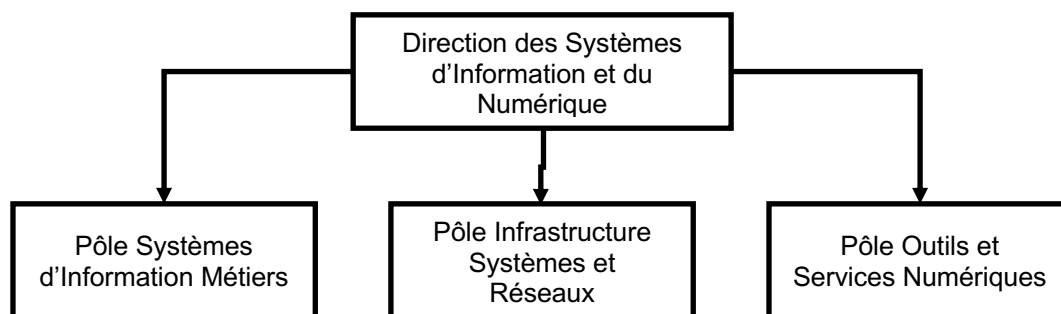 Direction des Systèmes
d’Information et du
Numérique
Pôle Systèmes
d’Information Métiers
Pôle Infrastructure
Systèmes et
Réseaux
Pôle Outils et
Services Numériques